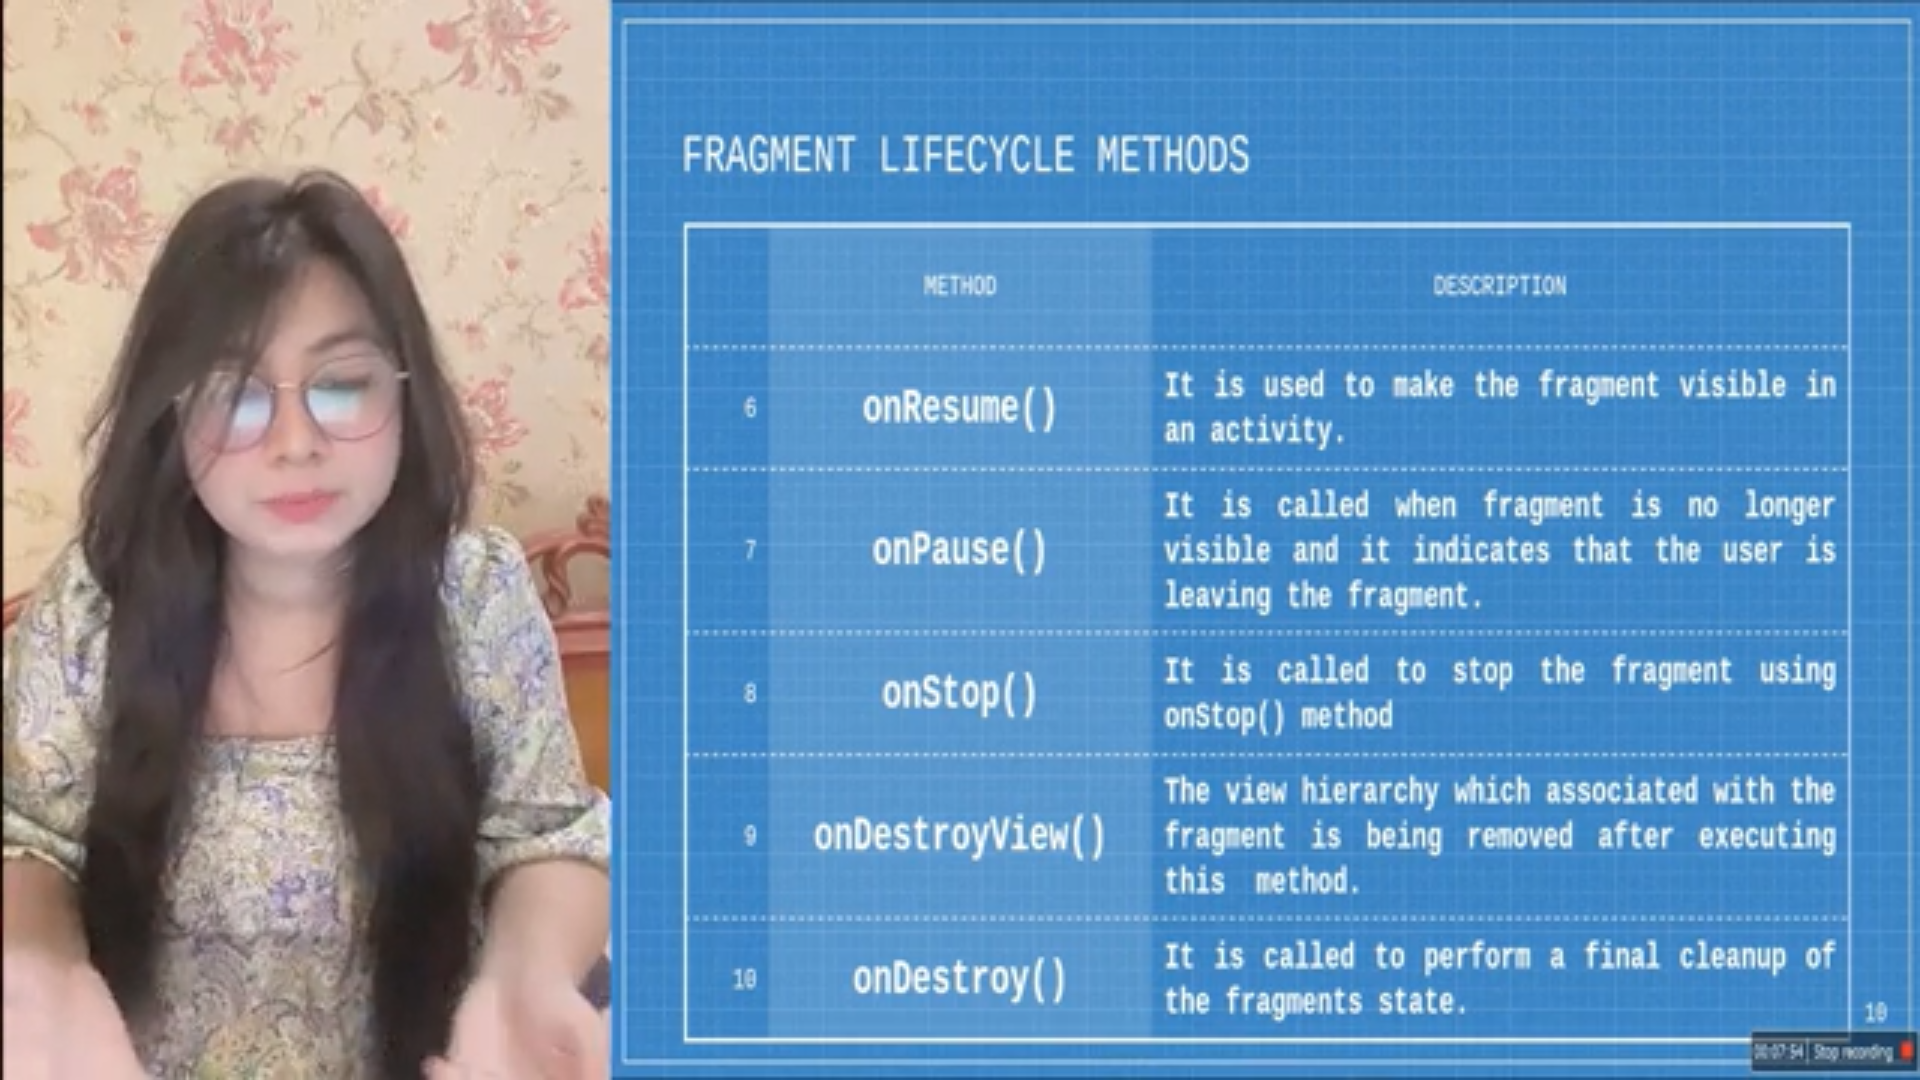 FRAGMENT LIFECYCLE METHODS
METHOD
DESCRIPTION
6
onResume()
It is used to make the fragment visible in
an activity.
7
onPause()
It is called when fragment is no longer
visible and it indicates that the user is
leaving the fragment.
8
onStop()
It is called to stop the fragment using
onStop() method
9
onDestroyView()
The view hierarchy which associated with the
fragment is being removed after executing
this method.
10
onDestroy()
It is called to perform a final cleanup of
the fragments state.
10
00:07:54 Stop recording